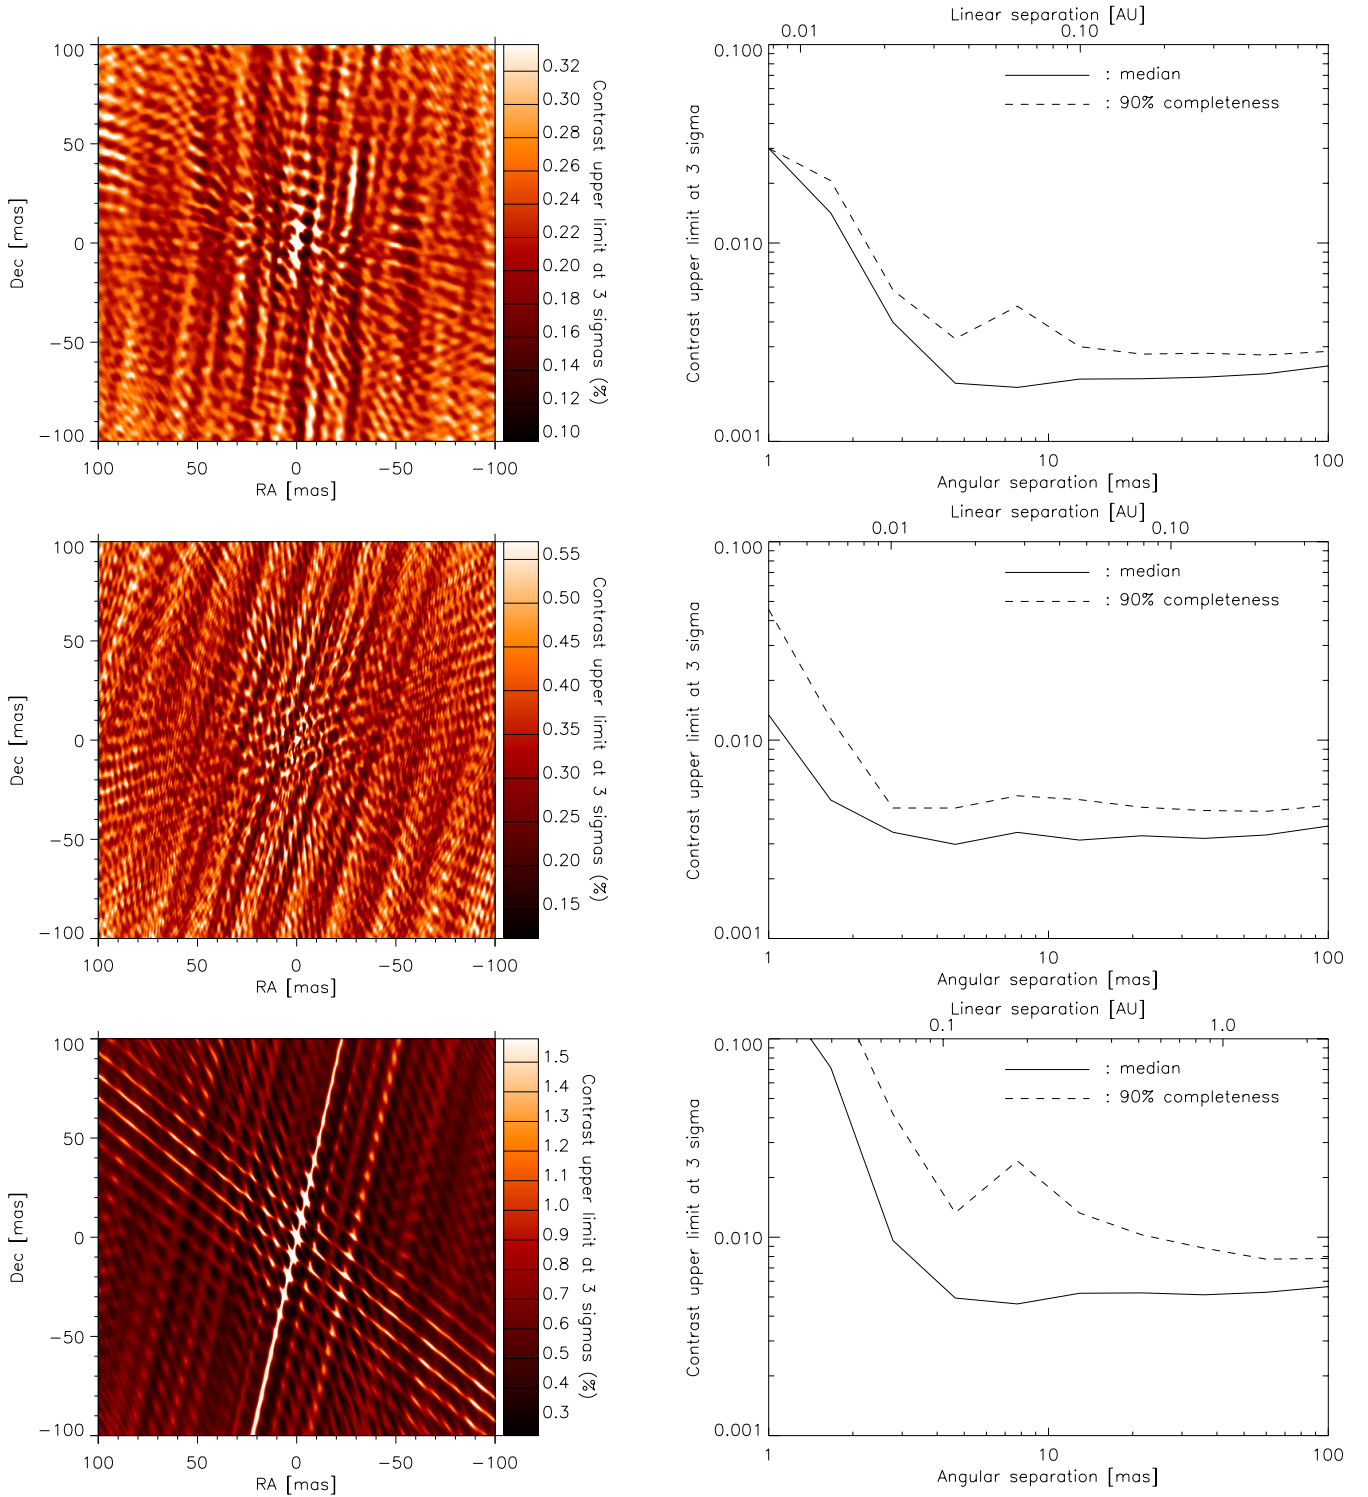 Linear separation [AU]
0.01 0.10
100
50
0
−50
−100
Dec [mas]
100 50 0 −50 −100
RA [mas]
0.32
0.30
0.28
0.26
0.24
0.22
0.20
0.18
0.16
0.14
0.12
0.10
Contrast upper limit at 3 sigmas (%)
0.100
0.010
0.001
Contrast upper limit at 3 sigma
: median
: 90% completeness
1 10 100
Angular separation [mas]
Linear separation [AU]
0.01 0.10
100
50
0
−50
−100
Dec [mas]
100 50 0 −50 −100
RA [mas]
0.55
0.50
0.45
0.40
0.35
0.30
0.25
0.20
0.15
Contrast upper limit at 3 sigmas (%)
0.100
0.010
0.001
Contrast upper limit at 3 sigma
: median
: 90% completeness
1 10 100
Angular separation [mas]
Linear separation [AU]
0.1 1.0
100
50
0
−50
−100
Dec [mas]
100 50 0 −50 −100
RA [mas]
1.5
1.4
1.3
1.2
1.1
1.0
0.9
0.8
0.7
0.6
0.5
0.4
0.3
Contrast upper limit at 3 sigmas (%)
0.100
0.010
0.001
Contrast upper limit at 3 sigma
: median
: 90% completeness
1 10 100
Angular separation [mas]